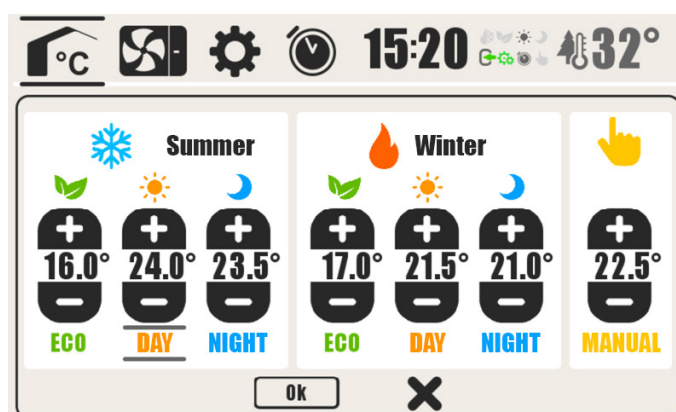 °C 15:20 32°
Summer Winter
+ + + + + + +
16.0° 24.0° 23.5° 17.0° 21.5° 21.0° 22.5°
− − − − − − −
ECO DAY NIGHT ECO DAY NIGHT MANUAL
Ok